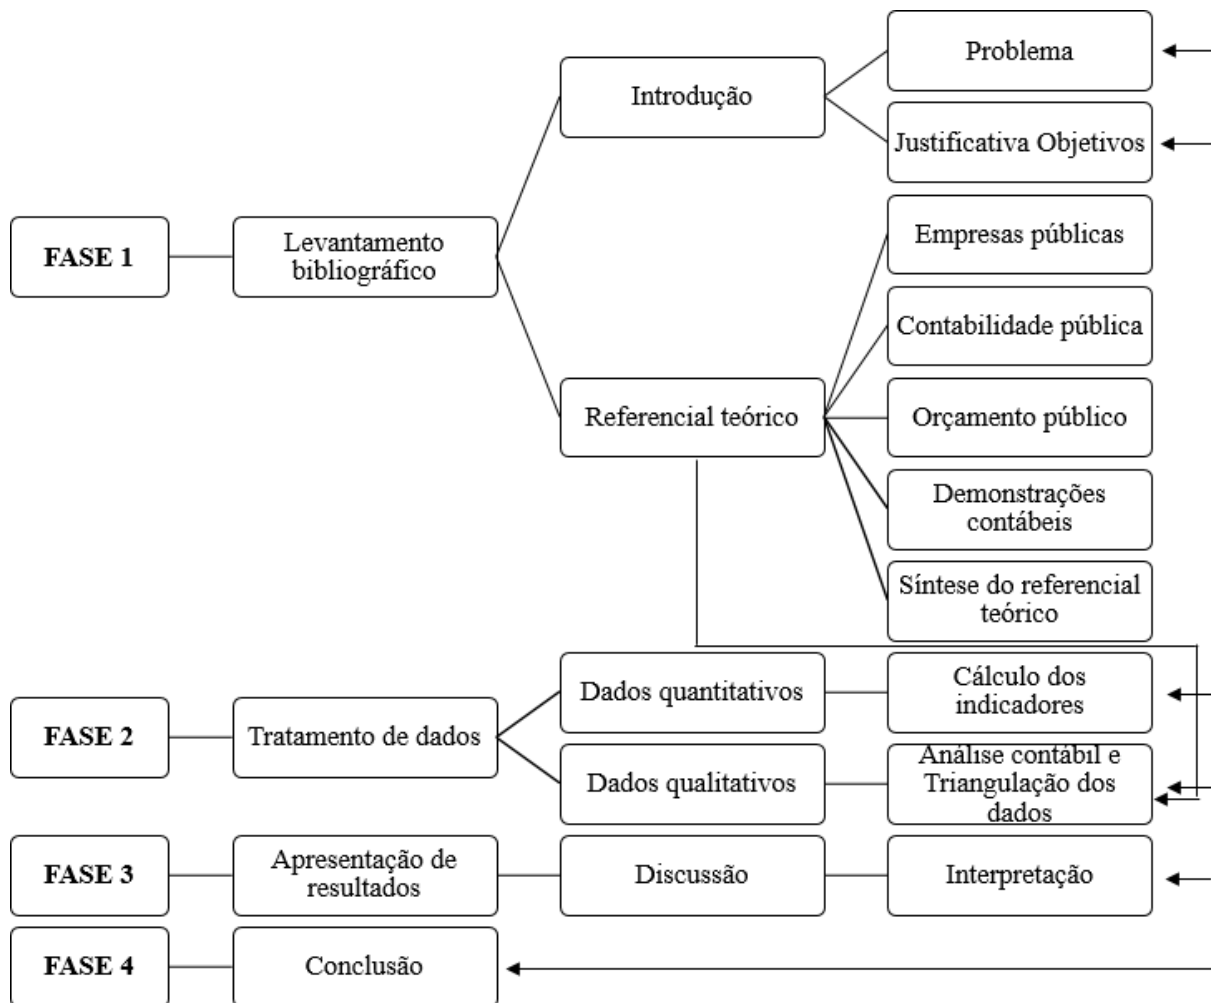 FASE 1
Levantamento
bibliográfico
Introdução
Problema
Justificativa Objetivos
Referencial teórico
Empresas públicas
Contabilidade pública
Orçamento público
Demonstrações
contábeis
Síntese do referencial
teórico
FASE 2
Tratamento de dados
Dados quantitativos
Cálculo dos
indicadores
Dados qualitativos
Análise contábil e
Triangulação dos
dados
FASE 3
Apresentação de
resultados
Discussão
Interpretação
FASE 4
Conclusão